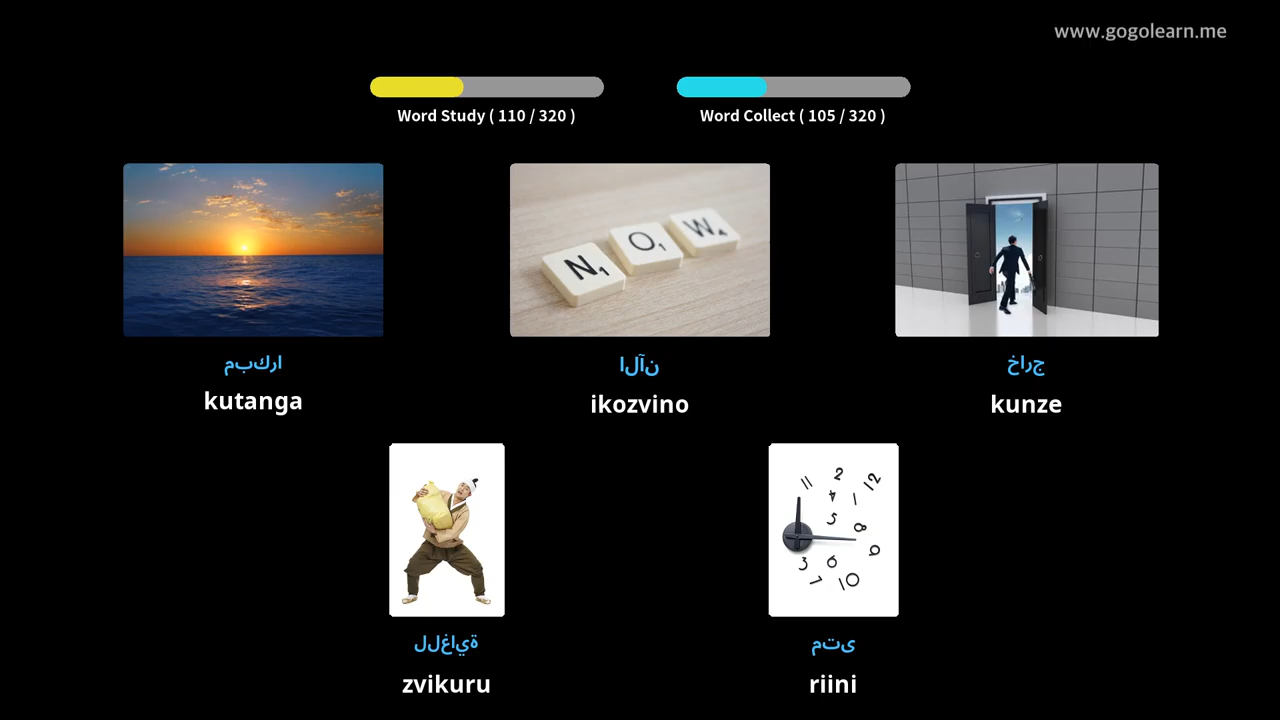 www.gogolearn.me
Word Study ( 110 / 320 )
Word Collect ( 105 / 320 )
NOW
مبكرا
الآن
خارج
kutanga
ikozvino
kunze
للغاية
متى
zvikuru
riini